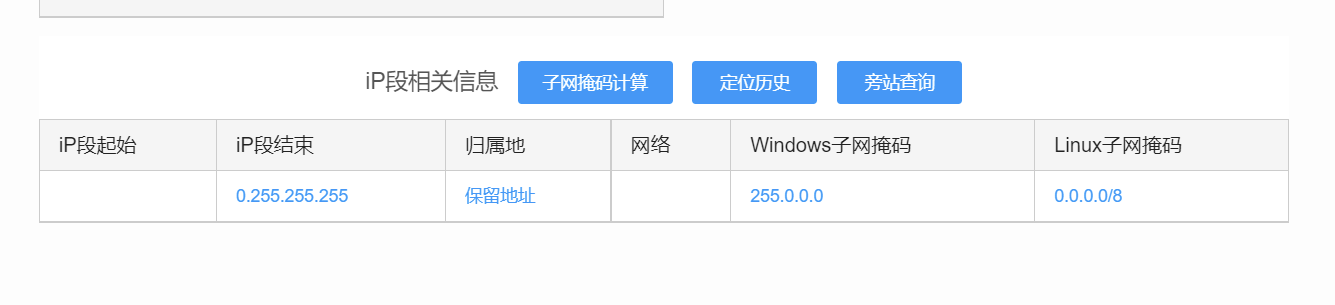 iP段相关信息 子网掩码计算 定位历史 旁站查询
iP段起始 iP段结束 归属地 网络 Windows子网掩码 Linux子网掩码
0.255.255.255 保留地址 255.0.0.0 0.0.0.0/8